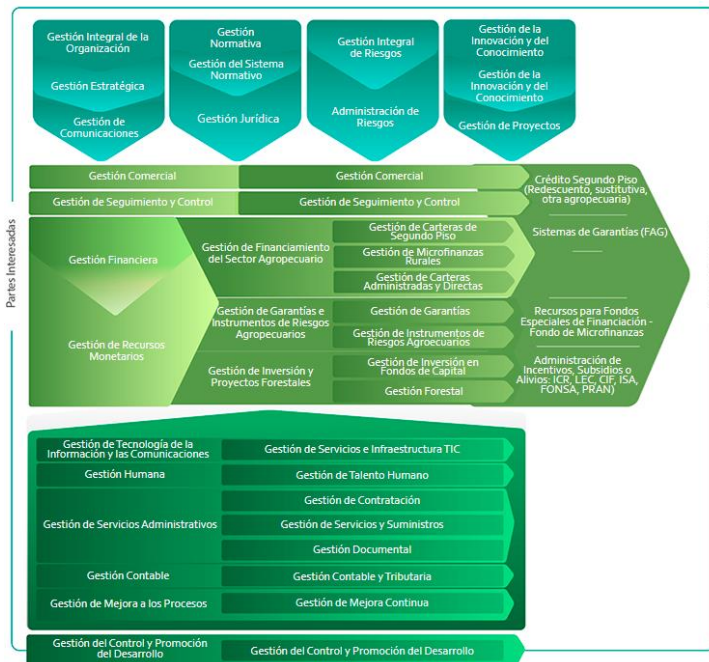 Gestión Integral de la
Organización
Gestión Estratégica
Gestión de
Comunicaciones
Gestión
Normativa
Gestión del Sistema
Normativo
Gestión Jurídica
Gestión Integral
de Riesgos
Administración de
Riesgos
Gestión de la
Innovación y del
Conocimiento
Gestión de la
Innovación y del
Conocimiento
Gestión de Proyectos
Partes Interesadas
Gestión Comercial
Gestión Comercial
Gestión de Seguimiento y Control
Gestión de Seguimiento y Control
Gestión Financiera
Gestión de Recursos
Monetarios
Gestión de Financiamiento
del Sector Agropecuario
Gestión de Carteras de
Segundo Piso
Gestión de Microfinanzas
Rurales
Gestión de Carteras
Administradas y Directas
Gestión de Garantías e
Instrumentos de Riesgos
Agropecuarios
Gestión de Garantías
Gestión de Instrumentos de
Riesgos Agroecuarios
Gestión de Inversión y
Proyectos Forestales
Gestión de Inversión en
Fondos de Capital
Gestión Forestal
Crédito Segundo Piso
(Redescuento, sustitutiva,
otra agropecuaria)
Sistemas de Garantías (FAG)
Recursos para Fondos
Especiales de Financiación -
Fondo de Microfinanzas
Administración de
Incentivos, Subsidios o
Alivios: ICR, LEC, CIF, ISA,
FONSA, PRAN)
Gestión de Tecnología de la
Información y las Comunicaciones
Gestión de Servicios e Infraestructura TIC
Gestión Humana
Gestión de Talento Humano
Gestión de Servicios Administrativos
Gestión de Contratación
Gestión de Servicios y Suministros
Gestión Documental
Gestión Contable
Gestión Contable y Tributaria
Gestión de Mejora a los Procesos
Gestión de Mejora Continua
Gestión del Control y Promoción
del Desarrollo
Gestión del Control y Promoción del Desarrollo